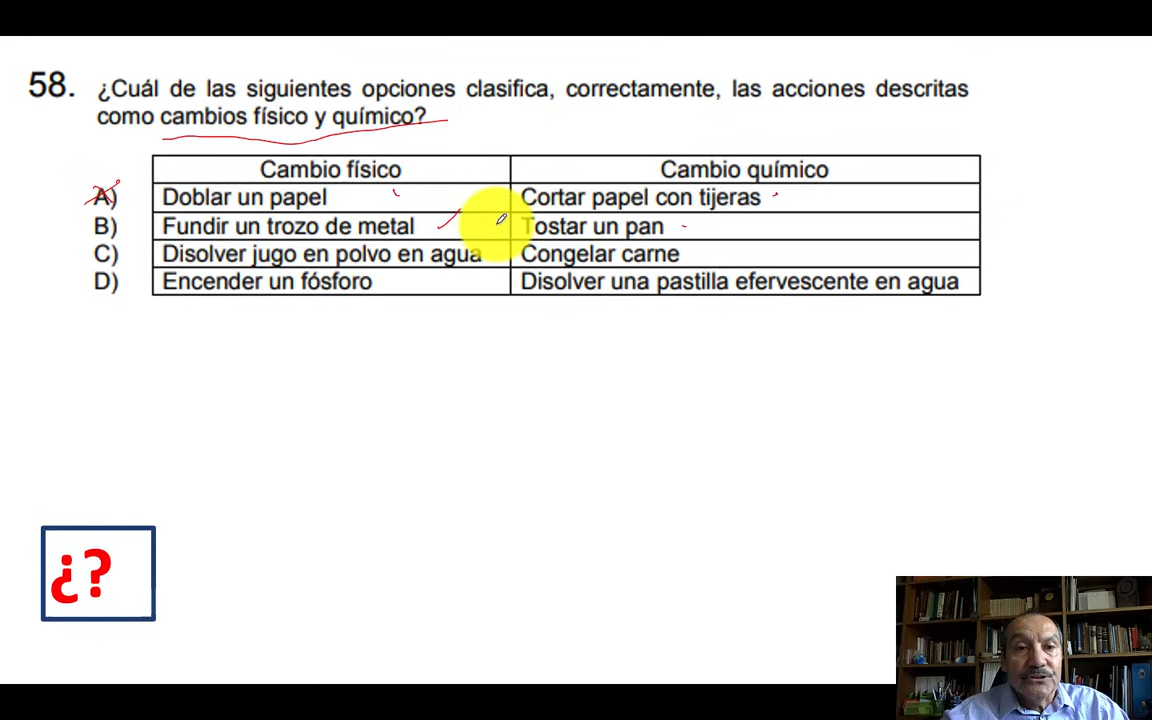 58. ¿Cuál de las siguientes opciones clasifica, correctamente, las acciones descritas
como cambios físico y químico?
Cambio físico Cambio químico
A) Doblar un papel Cortar papel con tijeras
B) Fundir un trozo de metal Tostar un pan
C) Disolver jugo en polvo en agua Congelar carne
D) Encender un fósforo Disolver una pastilla efervescente en agua
¿?